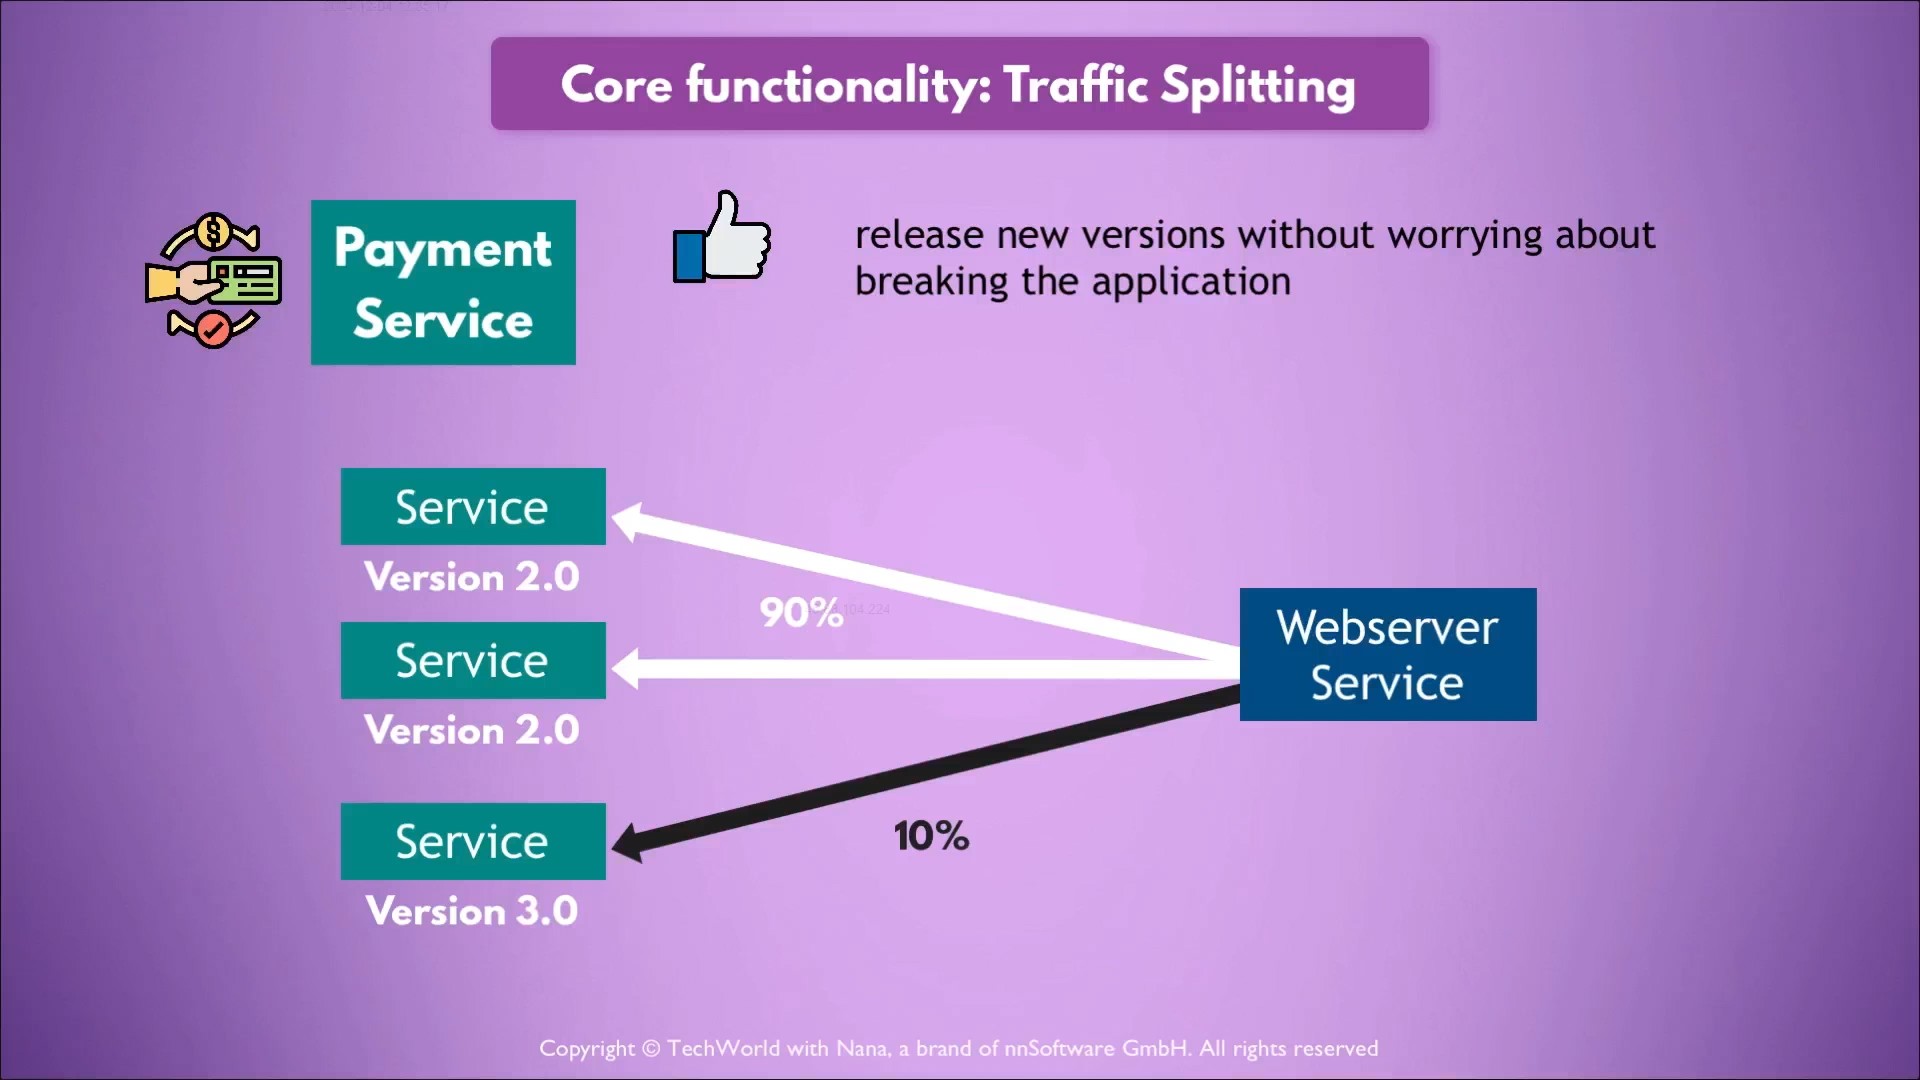 Core functionality: Traffic Splitting
Payment
Service
release new versions without worrying about
breaking the application
Service
Version 2.0
90%
Service
Version 2.0
Webserver
Service
10%
Service
Version 3.0
Copyright © TechWorld with Nana, a brand of nnSoftware GmbH. All rights reserved